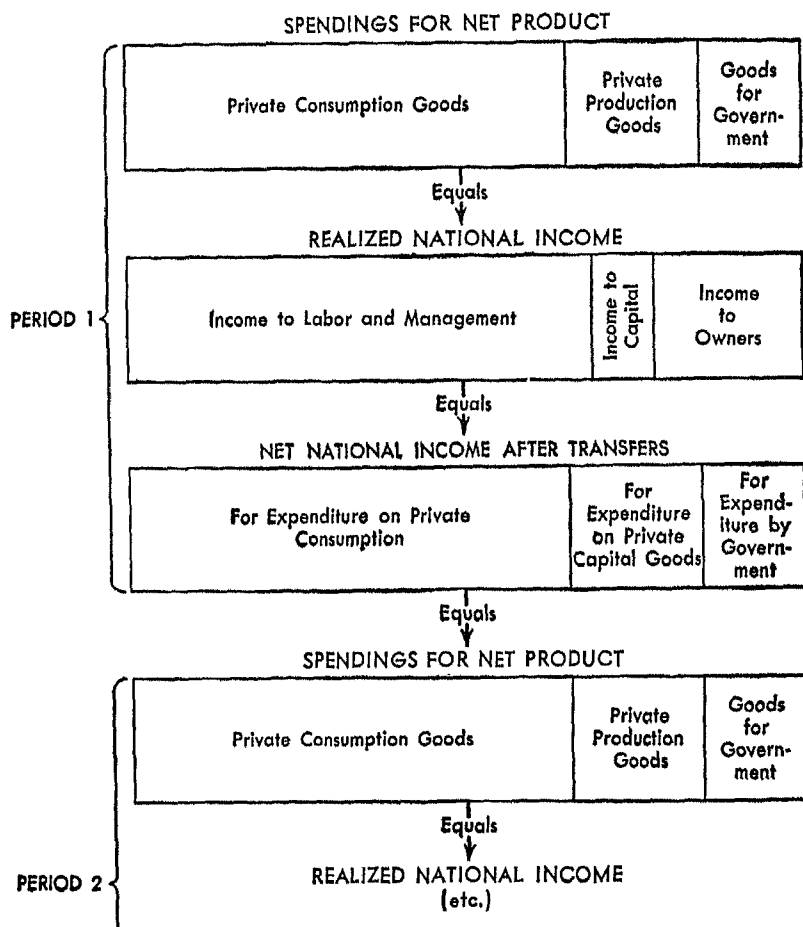 SPENDINGS FOR NET PRODUCT
Private Consumption Goods
Private
Production
Goods
Goods
for
Govern-
ment
Equals
REALIZED NATIONAL INCOME
PERIOD 1
Income to Labor and Management
Income to
Capital
Income
to
Owners
Equals
NET NATIONAL INCOME AFTER TRANSFERS
For Expenditure on Private
Consumption
For
Expenditure
on Private
Capital Goods
For
Expend-
iture by
Govern-
ment
Equals
SPENDINGS FOR NET PRODUCT
Private Consumption Goods
Private
Production
Goods
Goods
for
Govern-
ment
Equals
PERIOD 2
REALIZED NATIONAL INCOME
(etc.)